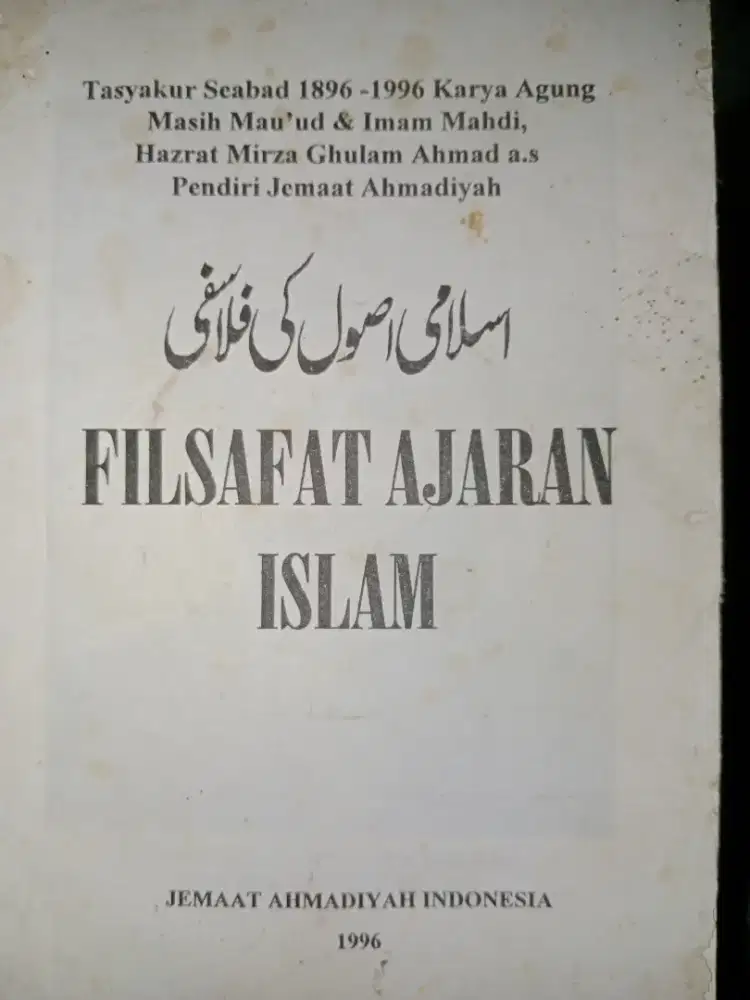 Tasyakur Seabad 1896 -1996 Karya Agung
Masih Mau'ud & Imam Mahdi,
Hazrat Mirza Ghulam Ahmad a.s
Pendiri Jemaat Ahmadiyah
اسلامی اصول کی فلاسفی
FILSAFAT AJARAN
ISLAM
JEMAAT AHMADIYAH INDONESIA
1996